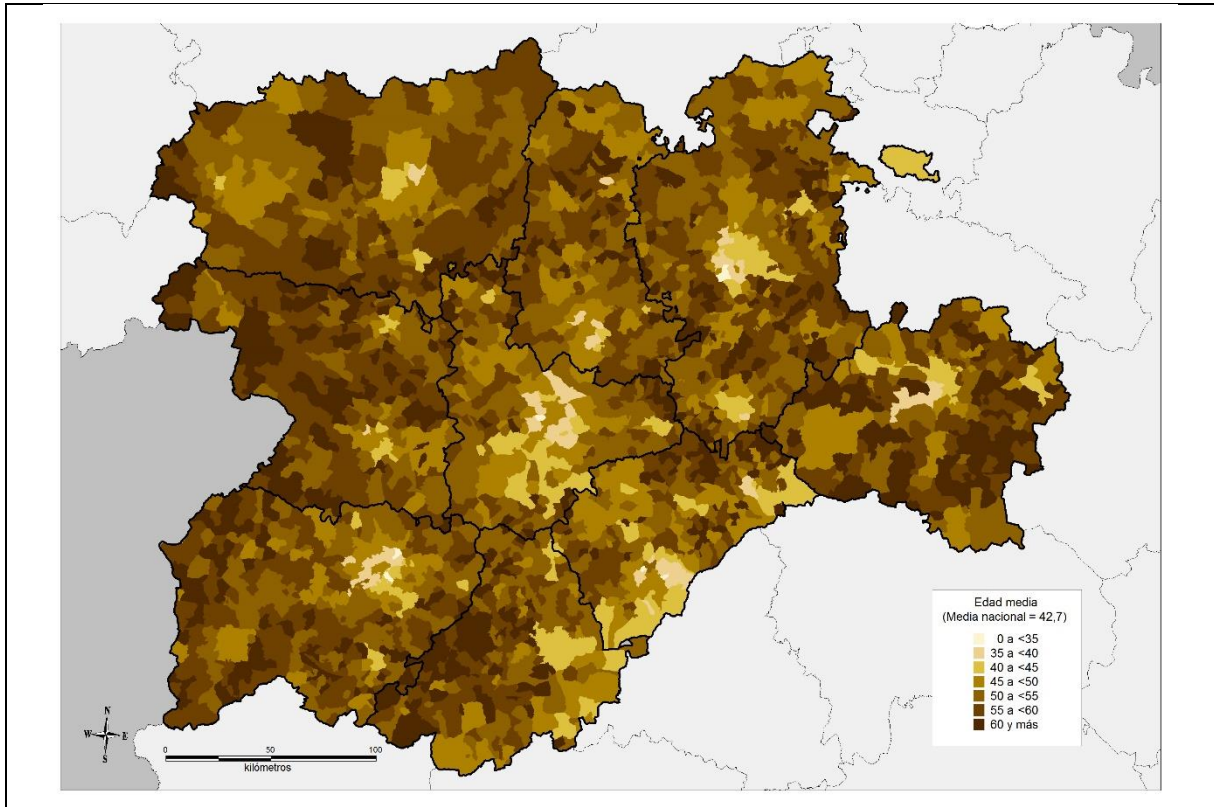 Edad media
(Media nacional = 42,7)
0 a <35
35 a <40
40 a <45
45 a <50
50 a <55
55 a <60
60 y más
N
W E
S
0 50 100
kilómetros